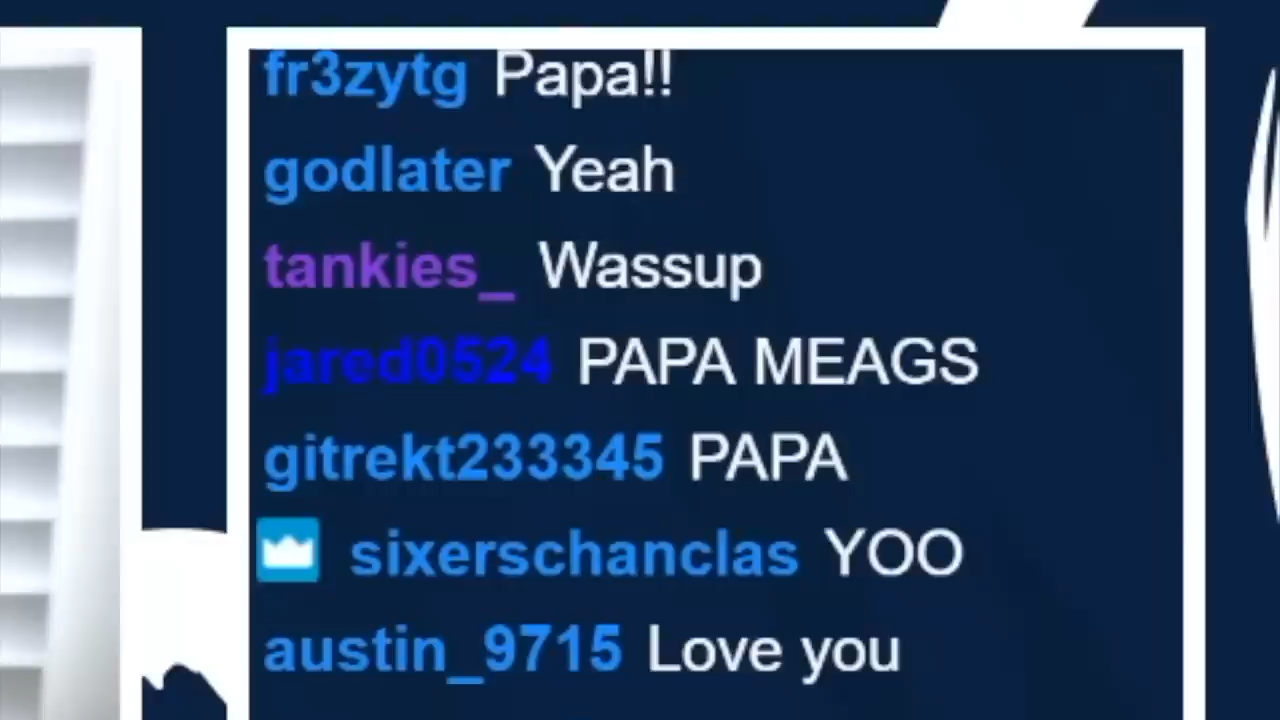 fr3zytg Papa!!
godlater Yeah
tankies_ Wassup
jared0524 PAPA MEAGS
gitrekt233345 PAPA
sixerschanclas YOO
austin_9715 Love you